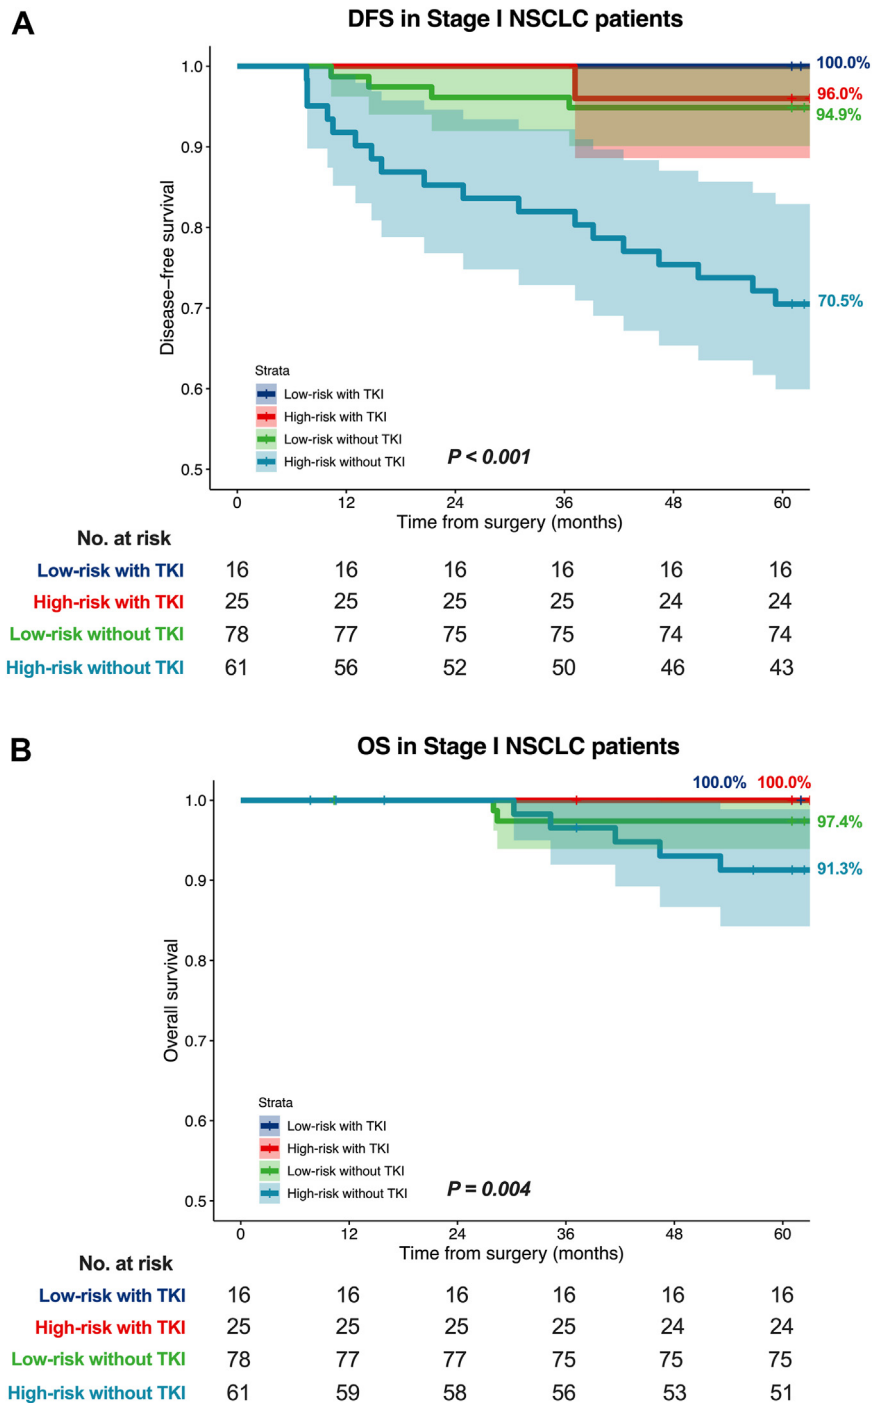 A
DFS in Stage I NSCLC patients
100.0%
96.0%
94.9%
70.5%
Disease−free survival
1.0
0.9
0.8
0.7
0.6
0.5
Strata
Low-risk with TKI
High-risk with TKI
Low-risk without TKI
High-risk without TKI
P < 0.001
0 12 24 36 48 60
Time from surgery (months)
No. at risk
Low-risk with TKI 16 16 16 16 16 16
High-risk with TKI 25 25 25 25 24 24
Low-risk without TKI 78 77 75 75 74 74
High-risk without TKI 61 56 52 50 46 43
B
OS in Stage I NSCLC patients
100.0% 100.0%
97.4%
91.3%
Overall survival
1.0
0.9
0.8
0.7
0.6
0.5
Strata
Low-risk with TKI
High-risk with TKI
Low-risk without TKI
High-risk without TKI
P = 0.004
0 12 24 36 48 60
Time from surgery (months)
No. at risk
Low-risk with TKI 16 16 16 16 16 16
High-risk with TKI 25 25 25 25 24 24
Low-risk without TKI 78 77 77 75 75 75
High-risk without TKI 61 59 58 56 53 51